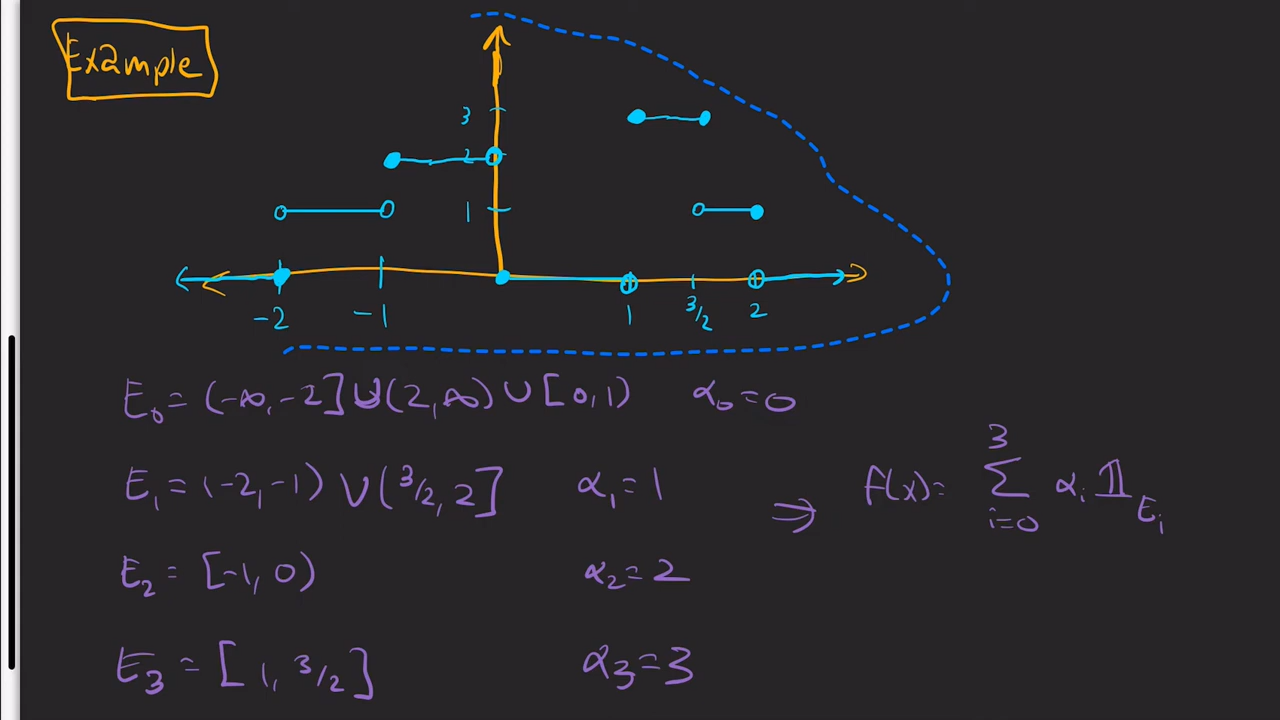 Example
3
2
1
-2 -1 1 3/2 2
E₀ = (-∞, -2] ∪ (2, ∞) ∪ [0, 1) α₀ = 0
E₁ = (-2, -1) ∪ (3/2, 2] α₁ = 1
⇒ f(x) = ∑_{i=0}^{3} αᵢ 𝟙_{Eᵢ}
E₂ = [-1, 0) α₂ = 2
E₃ = [1, 3/2] α₃ = 3